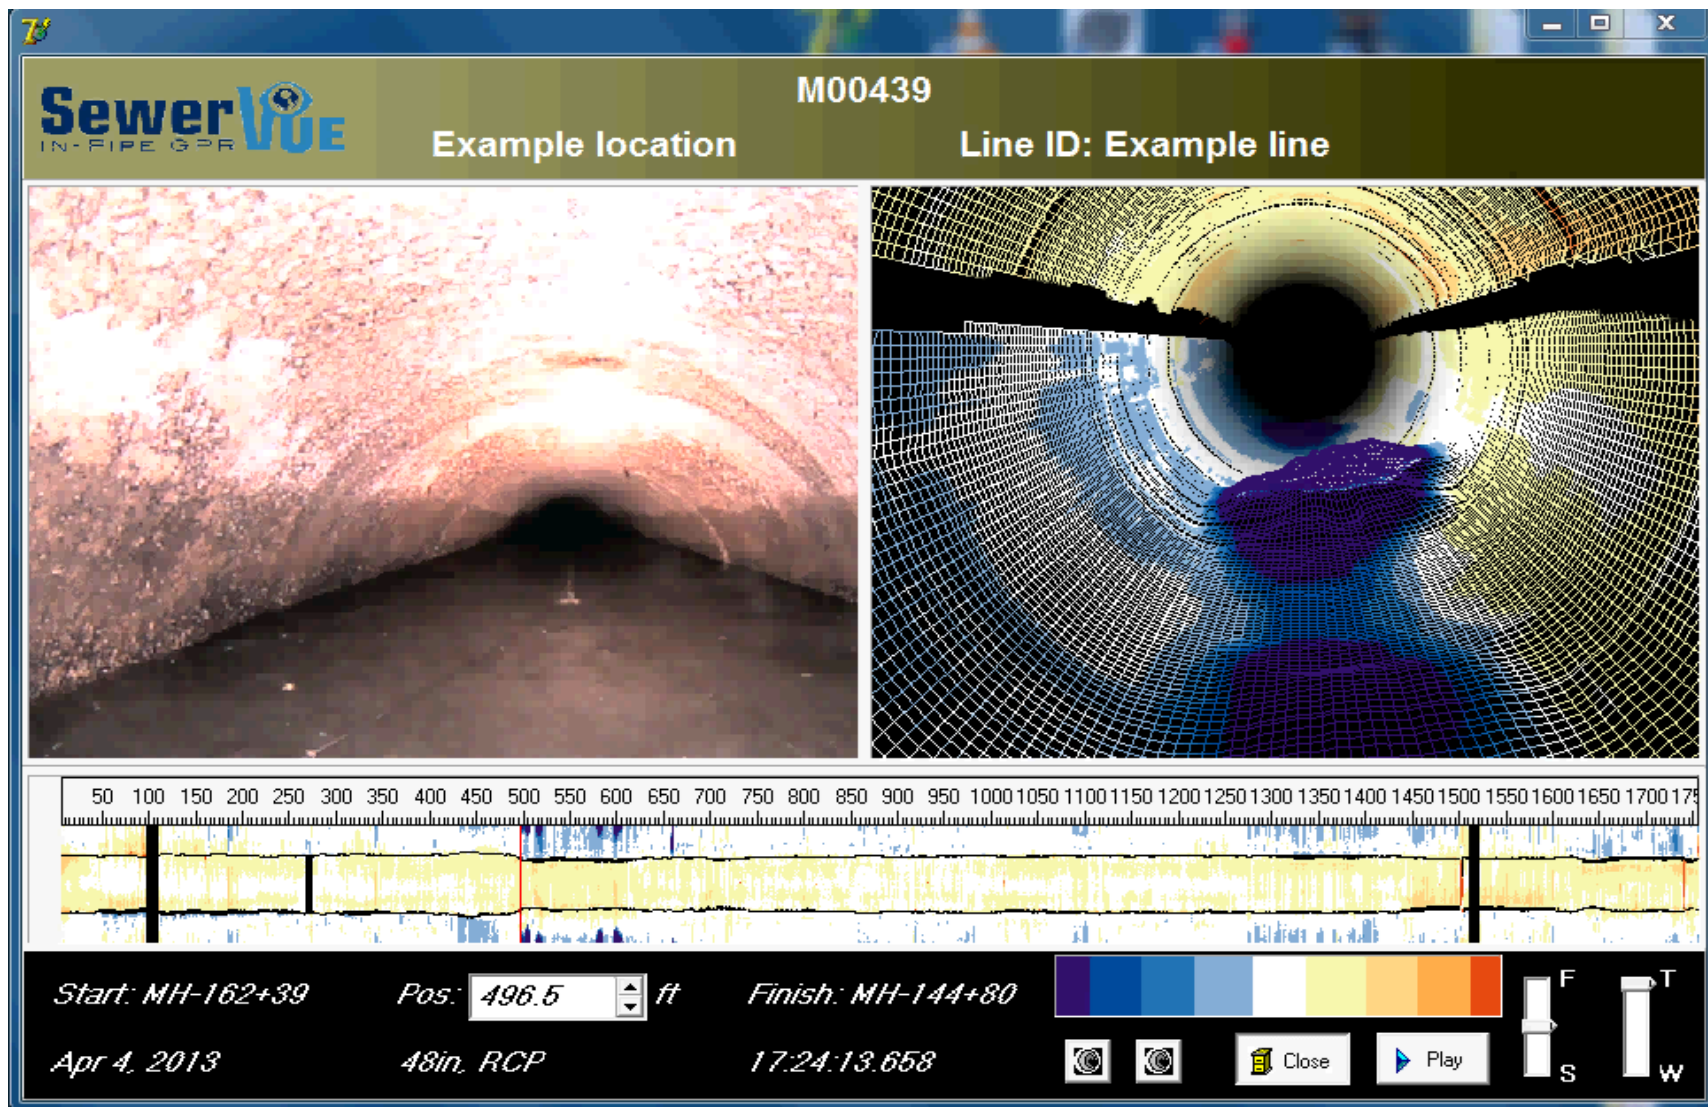 M00439
SewerVUE
IN-PIPE GPR
Example location
Line ID: Example line
50 100 150 200 250 300 350 400 450 500 550 600 650 700 750 800 850 900 950 1000 1050 1100 1150 1200 1250 1300 1350 1400 1450 1500 1550 1600 1650 1700 175
Start: MH-162+39 Pos: 496.5 ft Finish: MH-144+80
F T
Apr 4, 2013 48in, RCP 17:24:13.658 Close Play
S W